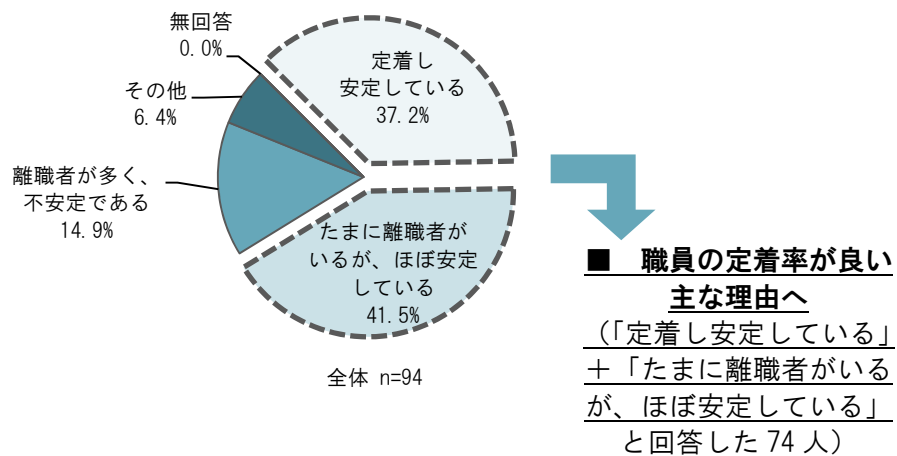 無回答
0.0%
定着し
安定している
37.2%
その他
6.4%
離職者が多く、
不安定である
14.9%
たまに離職者が
いるが、ほぼ安定
している
41.5%
全体 n=94
■　職員の定着率が良い
主な理由へ
（「定着し安定している」
＋「たまに離職者がいる
が、ほぼ安定している」
と回答した 74 人）